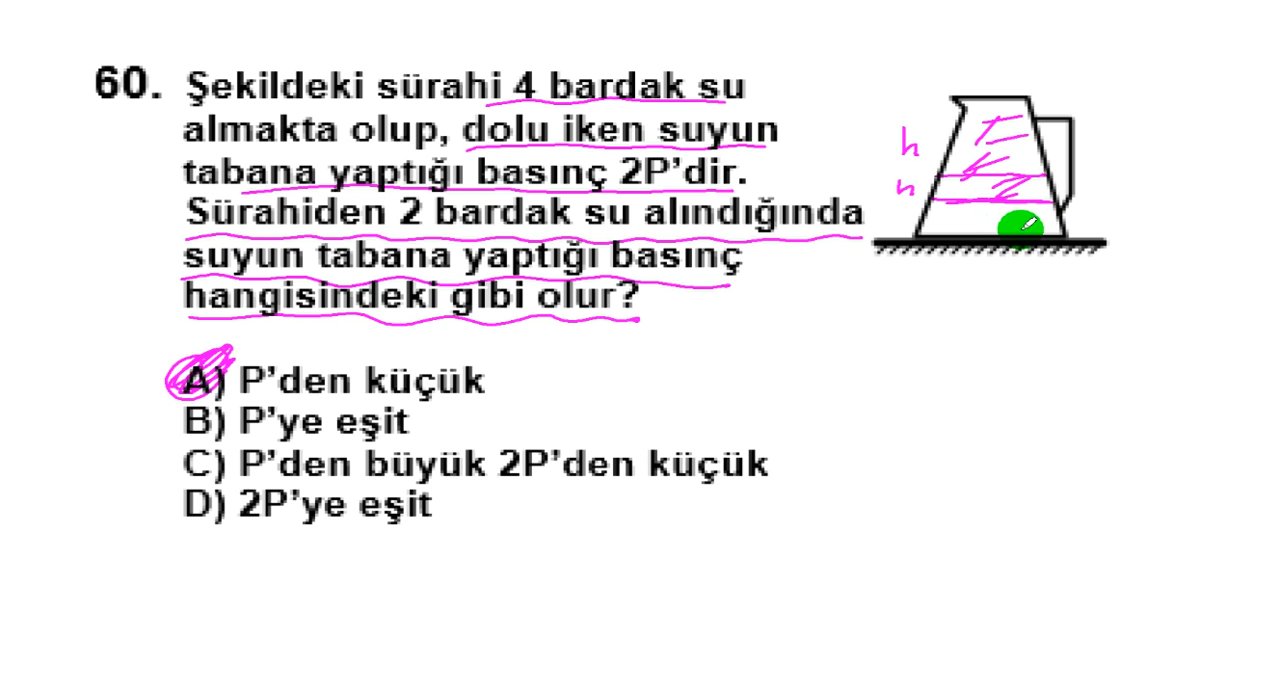 60. Şekildeki sürahi 4 bardak su
almakta olup, dolu iken suyun
tabana yaptığı basınç 2P'dir.
Sürahiden 2 bardak su alındığında
suyun tabana yaptığı basınç
hangisindeki gibi olur?
A) P'den küçük
B) P'ye eşit
C) P'den büyük 2P'den küçük
D) 2P'ye eşit
h
h